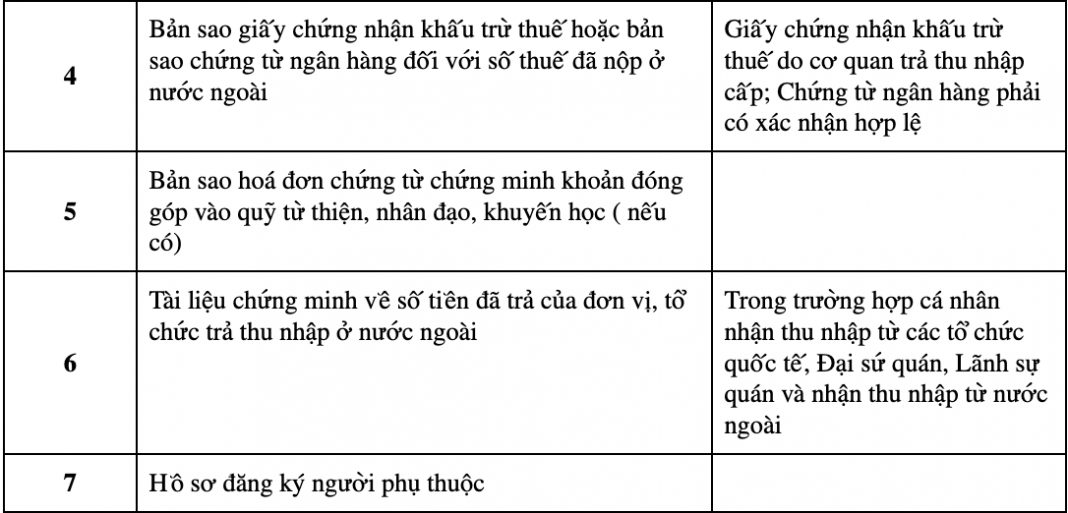 4
Bản sao giấy chứng nhận khấu trừ thuế hoặc bản
sao chứng từ ngân hàng đối với số thuế đã nộp ở
nước ngoài
Giấy chứng nhận khấu trừ
thuế do cơ quan trả thu nhập
cấp; Chứng từ ngân hàng phải
có xác nhận hợp lệ
5
Bản sao hoá đơn chứng từ chứng minh khoản đóng
góp vào quỹ từ thiện, nhân đạo, khuyến học ( nếu
có)
6
Tài liệu chứng minh về số tiền đã trả của đơn vị, tổ
chức trả thu nhập ở nước ngoài
Trong trường hợp cá nhân
nhận thu nhập từ các tổ chức
quốc tế, Đại sứ quán, Lãnh sự
quán và nhận thu nhập từ nước
ngoài
7
Hồ sơ đăng ký người phụ thuộc